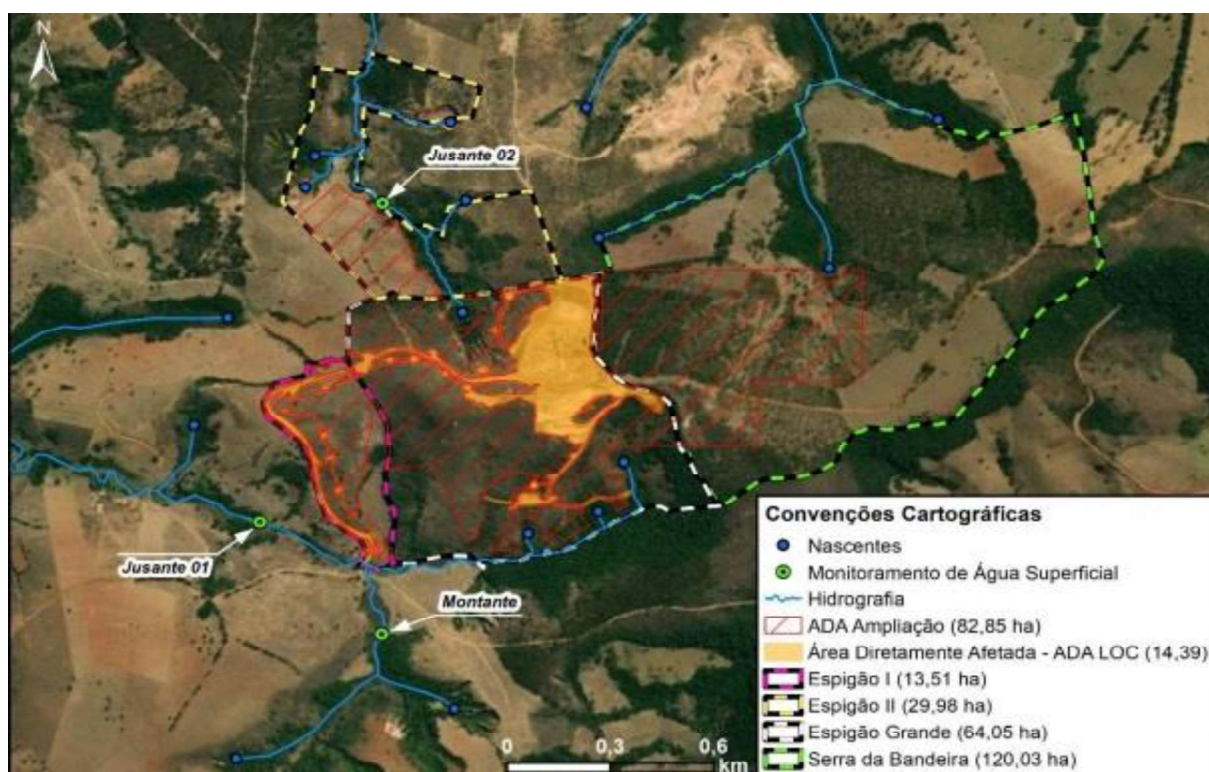 N
Jusante 02
Jusante 01
Montante
0 0,3 0,6
km
Convenções Cartográficas
Nascentes
Monitoramento de Água Superficial
Hidrografia
ADA Ampliação (82,85 ha)
Área Diretamente Afetada - ADA LOC (14,39)
Espigão I (13,51 ha)
Espigão II (29,98 ha)
Espigão Grande (64,05 ha)
Serra da Bandeira (120,03 ha)